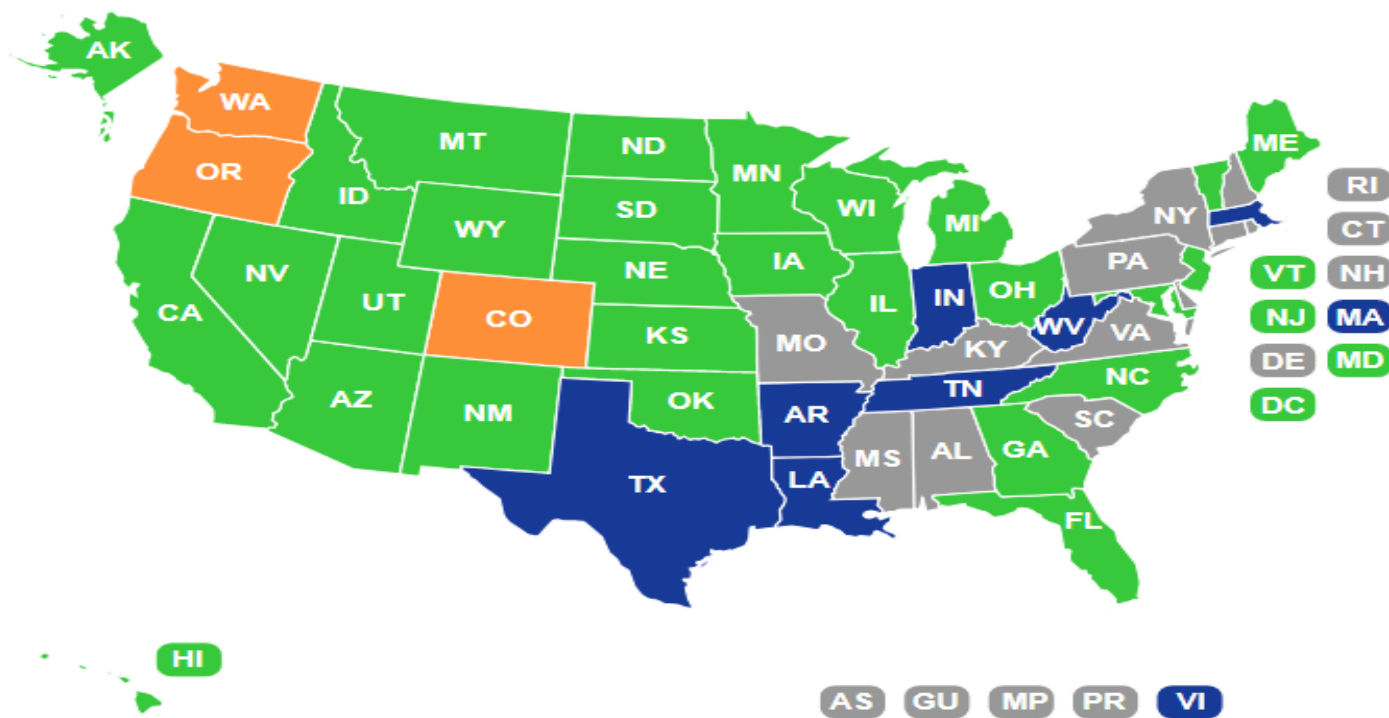 AK
WA
MT
ND
MN
ME
OR
ID
SD
WI
MI
NY
RI
WY
CT
NV
NE
IA
PA
VT NH
UT
IL
IN
OH
CA
CO
KS
MO
WV
VA
NJ MA
KY
DE MD
AZ
NM
OK
AR
TN
NC
DC
SC
TX
LA
MS
AL
GA
FL
HI
AS GU MP PR VI